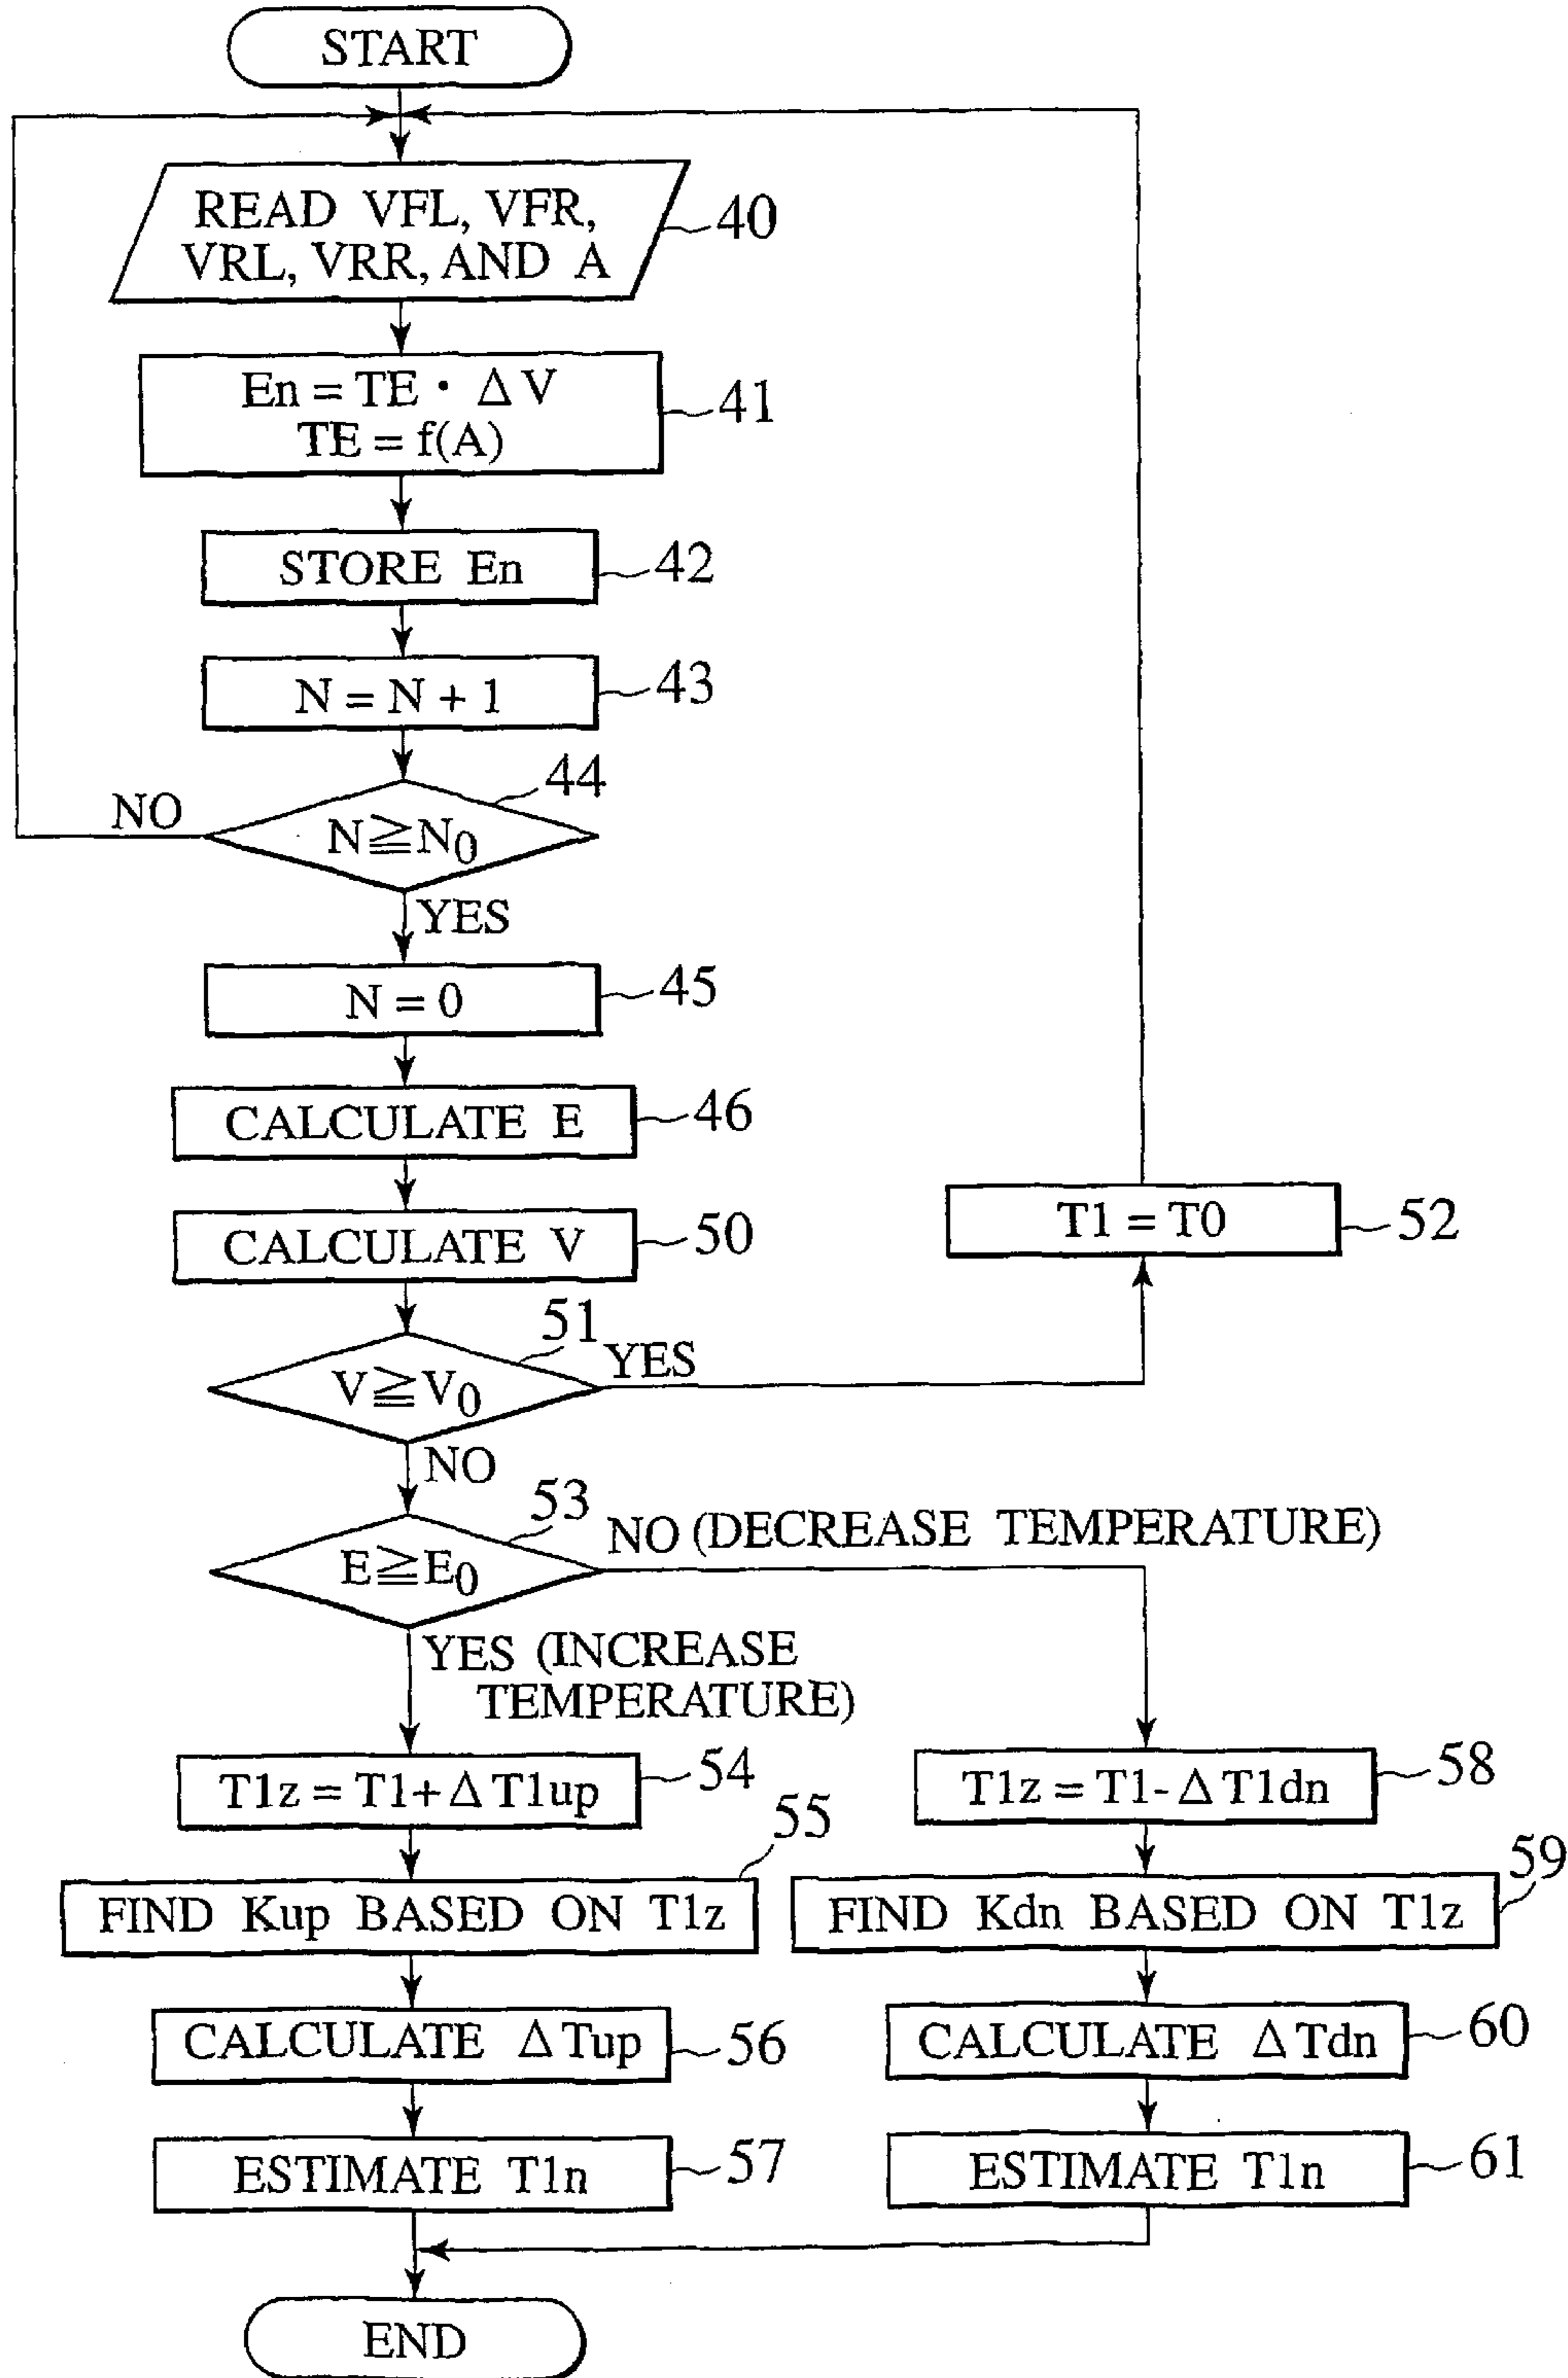 START
READ VFL, VFR,
VRL, VRR, AND A
40
En = TE · ΔV
TE = f(A)
41
STORE En
42
N = N + 1
43
44
NO
N≧N0
YES
N = 0
45
CALCULATE E
46
CALCULATE V
50
T1 = T0
52
51
YES
V≧V0
NO
53
NO (DECREASE TEMPERATURE)
E≧E0
YES (INCREASE
TEMPERATURE)
T1z = T1+ΔT1up
54
T1z = T1-ΔT1dn
58
55
FIND Kup BASED ON T1z
59
FIND Kdn BASED ON T1z
CALCULATE ΔTup
56
CALCULATE ΔTdn
60
ESTIMATE T1n
57
ESTIMATE T1n
61
END